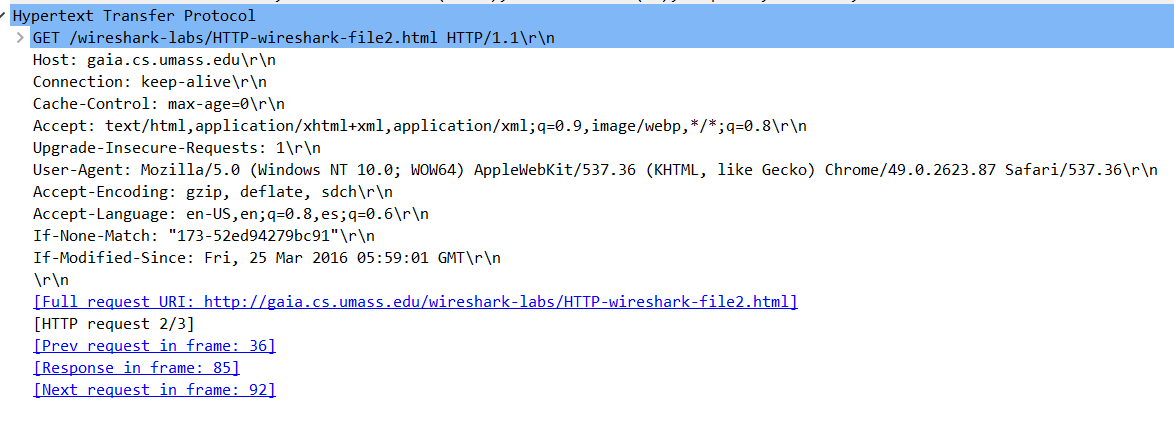 Hypertext Transfer Protocol
GET /wireshark-labs/HTTP-wireshark-file2.html HTTP/1.1\r\n
Host: gaia.cs.umass.edu\r\n
Connection: keep-alive\r\n
Cache-Control: max-age=0\r\n
Accept: text/html,application/xhtml+xml,application/xml;q=0.9,image/webp,*/*;q=0.8\r\n
Upgrade-Insecure-Requests: 1\r\n
User-Agent: Mozilla/5.0 (Windows NT 10.0; WOW64) AppleWebKit/537.36 (KHTML, like Gecko) Chrome/49.0.2623.87 Safari/537.36\r\n
Accept-Encoding: gzip, deflate, sdch\r\n
Accept-Language: en-US,en;q=0.8,es;q=0.6\r\n
If-None-Match: "173-52ed94279bc91"\r\n
If-Modified-Since: Fri, 25 Mar 2016 05:59:01 GMT\r\n
\r\n
[Full request URI: http://gaia.cs.umass.edu/wireshark-labs/HTTP-wireshark-file2.html]
[HTTP request 2/3]
[Prev request in frame: 36]
[Response in frame: 85]
[Next request in frame: 92]